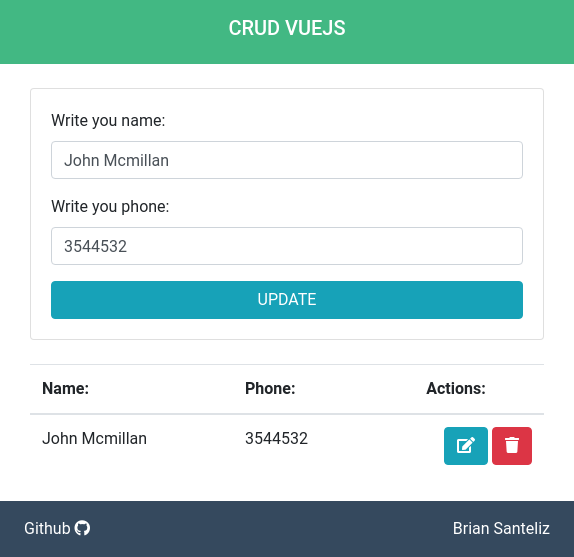 CRUD VUEJS
Write you name:
John Mcmillan
Write you phone:
3544532
UPDATE
Name: Phone: Actions:
John Mcmillan 3544532
Github Brian Santeliz